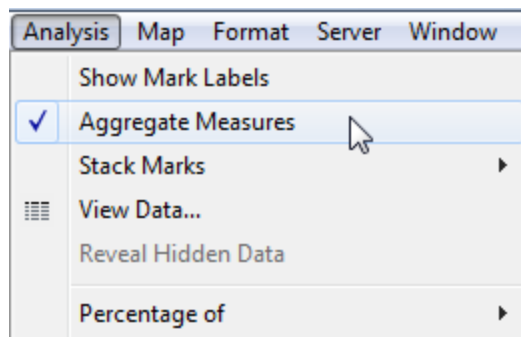 Analysis Map Format Server Window
Show Mark Labels
Aggregate Measures
Stack Marks
View Data...
Reveal Hidden Data
Percentage of